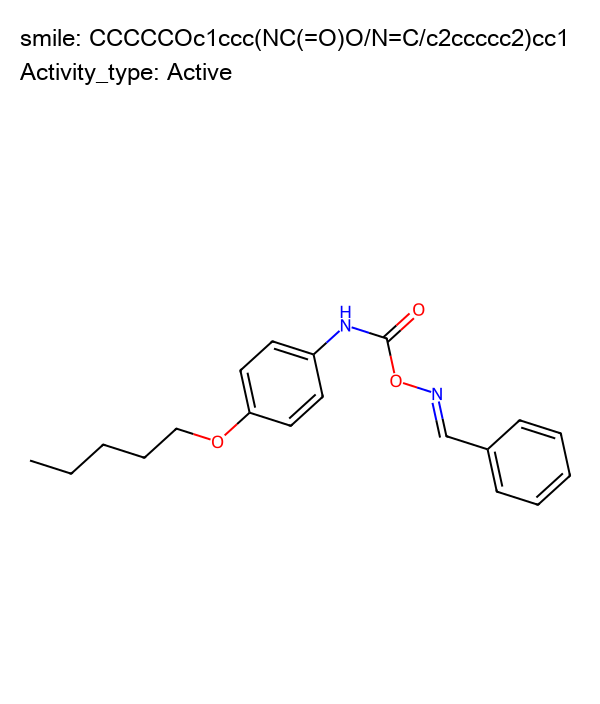 smile: CCCCCOc1ccc(NC(=O)O/N=C/c2ccccc2)cc1
Activity_type: Active
H
N
O
O
N
O